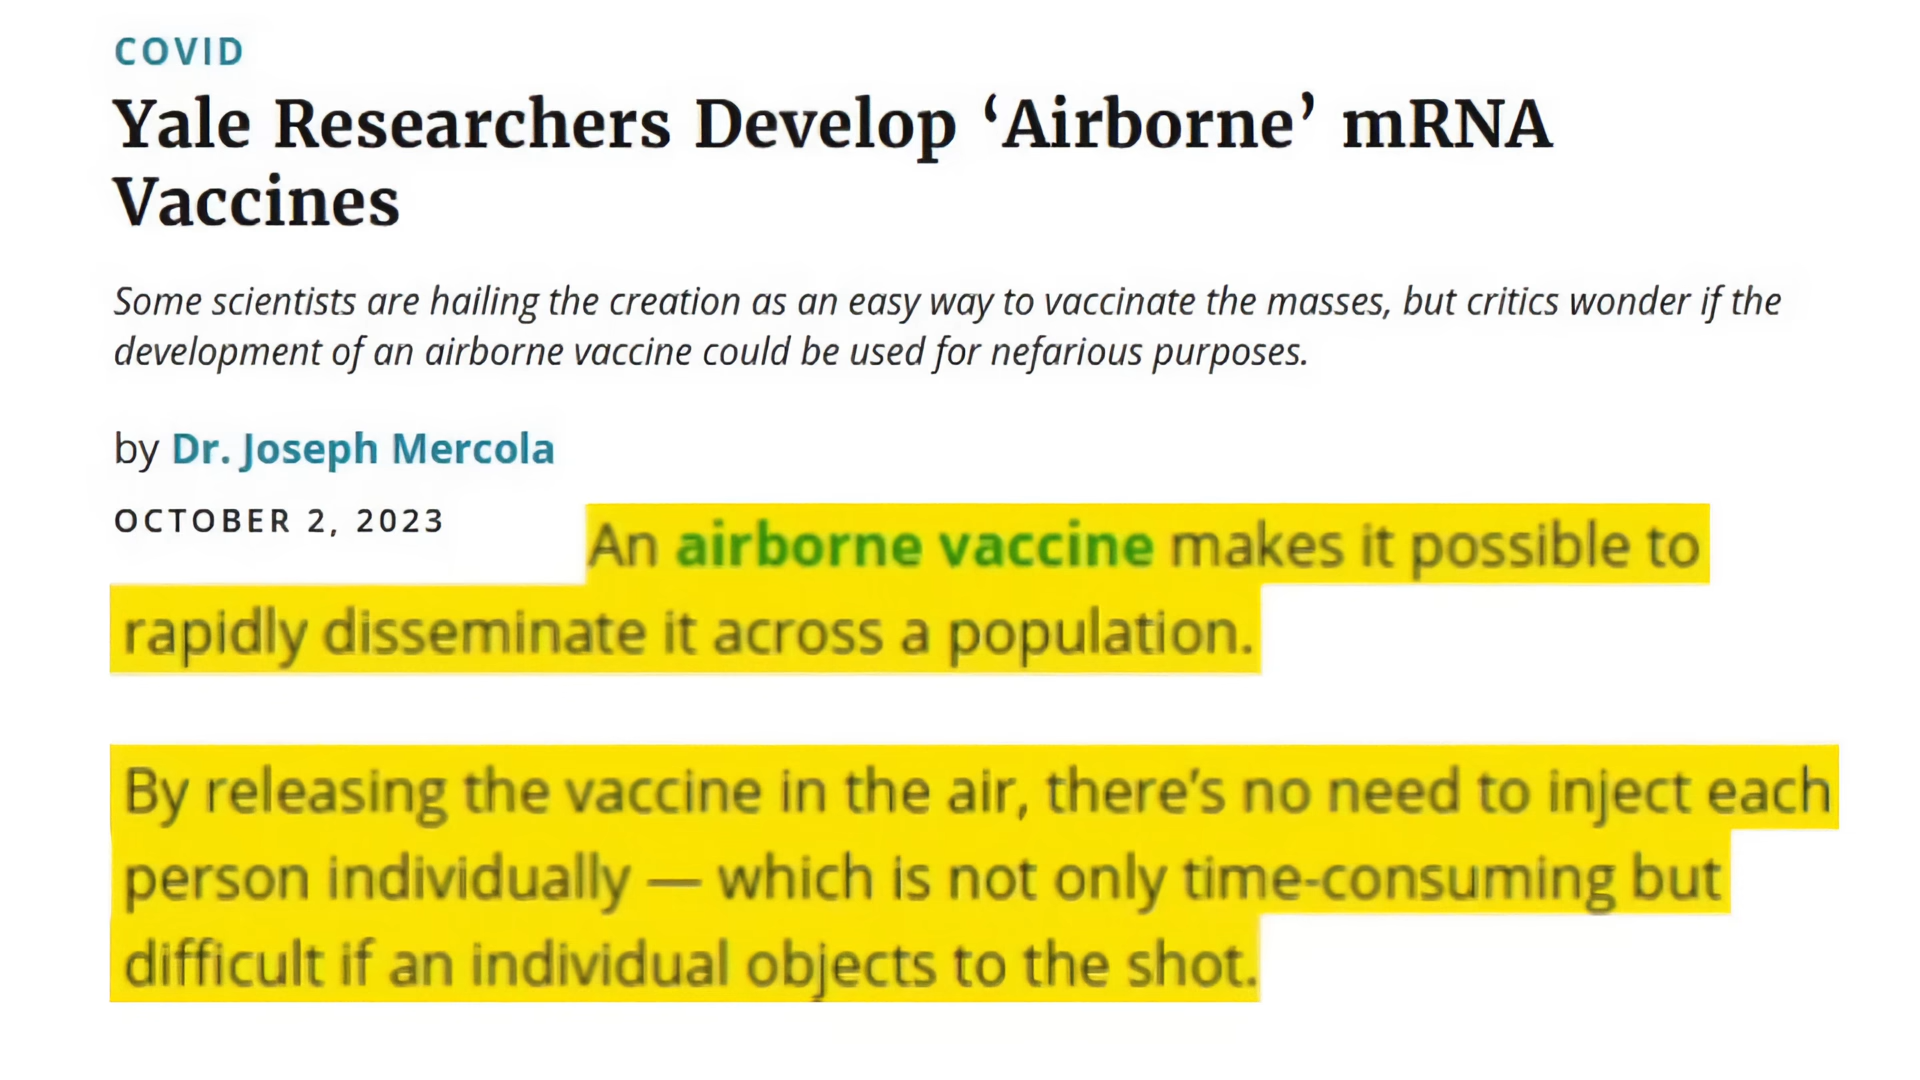 COVID
Yale Researchers Develop ‘Airborne’ mRNA
Vaccines
Some scientists are hailing the creation as an easy way to vaccinate the masses, but critics wonder if the
development of an airborne vaccine could be used for nefarious purposes.
by Dr. Joseph Mercola
OCTOBER 2, 2023
An airborne vaccine makes it possible to
rapidly disseminate it across a population.
By releasing the vaccine in the air, there’s no need to inject each
person individually — which is not only time-consuming but
difficult if an individual objects to the shot.